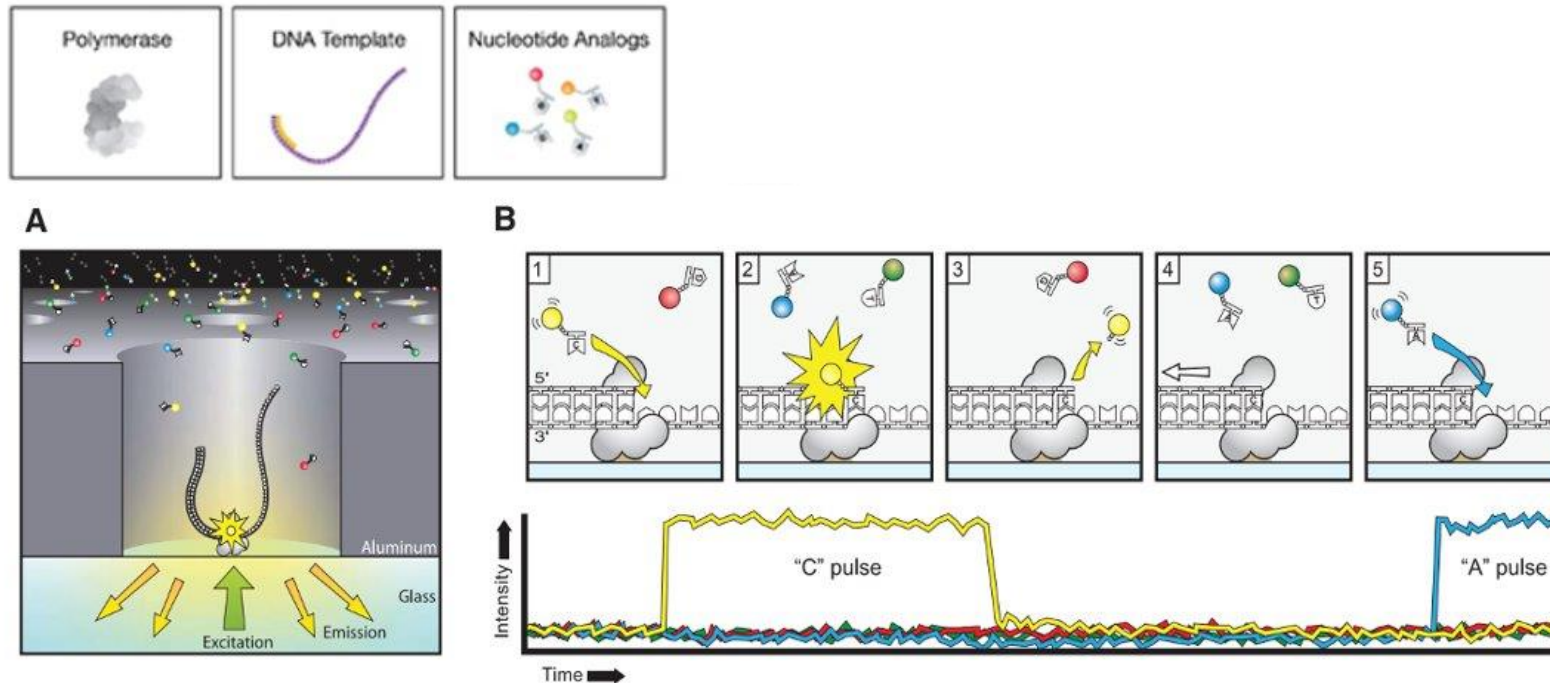 Polymerase
DNA Template
Nucleotide Analogs
A
Aluminum
Glass
Excitation
Emission
B
1
2
3
4
5
C
G
A
T
G
A
T
A
5'
3'
C
C
C
C
Intensity
"C" pulse
"A" pulse
Time